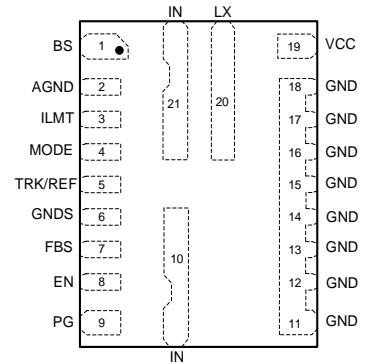 IN LX
BS 1 19 VCC
AGND 2 18 GND
ILMT 3 21 20 17 GND
MODE 4 16 GND
TRK/REF 5 15 GND
GNDS 6 14 GND
FBS 7 10 13 GND
EN 8 12 GND
PG 9 11 GND
IN